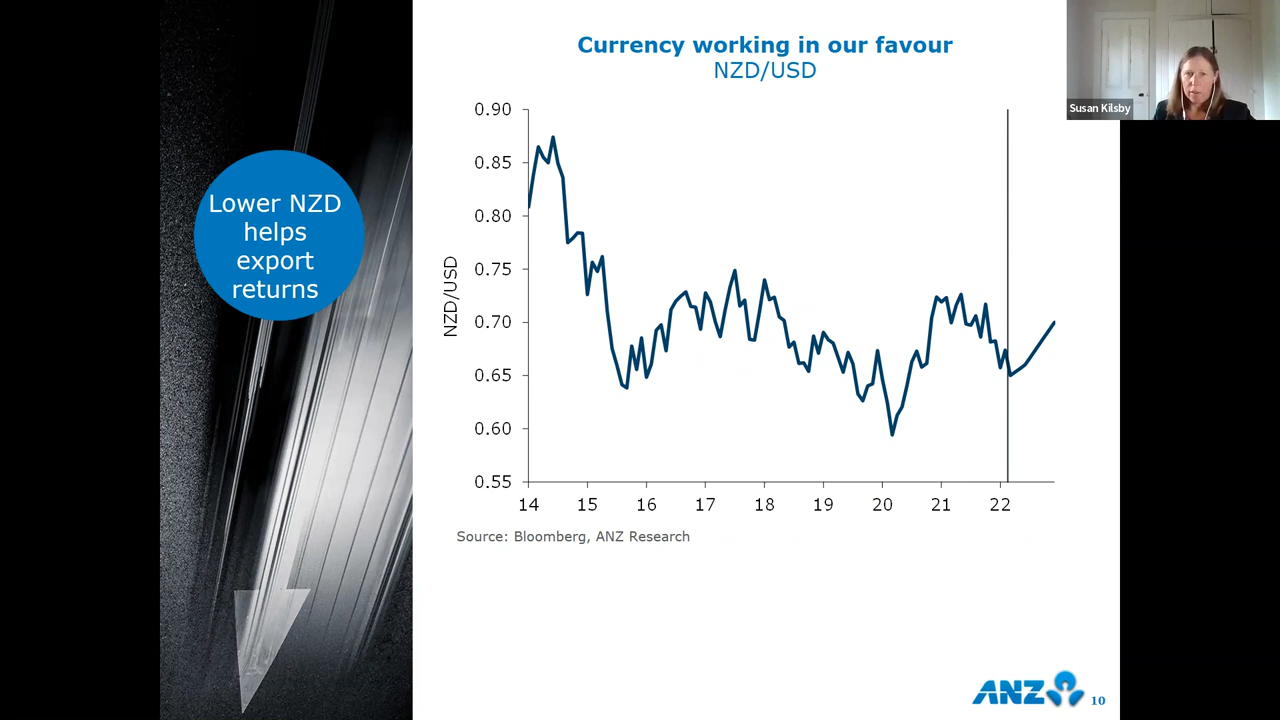 Currency working in our favour
NZD/USD
Susan Kilsby
Lower NZD
helps
export
returns
NZD/USD
0.90
0.85
0.80
0.75
0.70
0.65
0.60
0.55
14 15 16 17 18 19 20 21 22
Source: Bloomberg, ANZ Research
ANZ
10